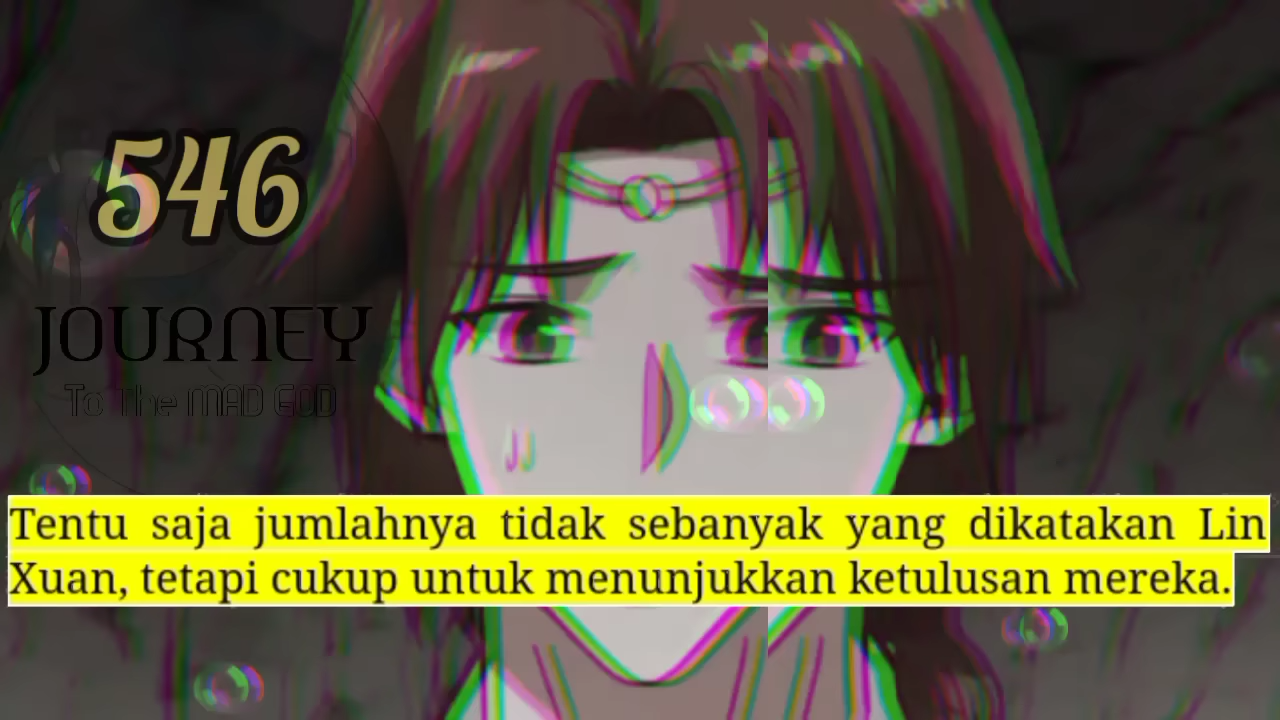 546
JOURNEY
To The MAD GOD
Tentu saja jumlahnya tidak sebanyak yang dikatakan Lin
Xuan, tetapi cukup untuk menunjukkan ketulusan mereka.